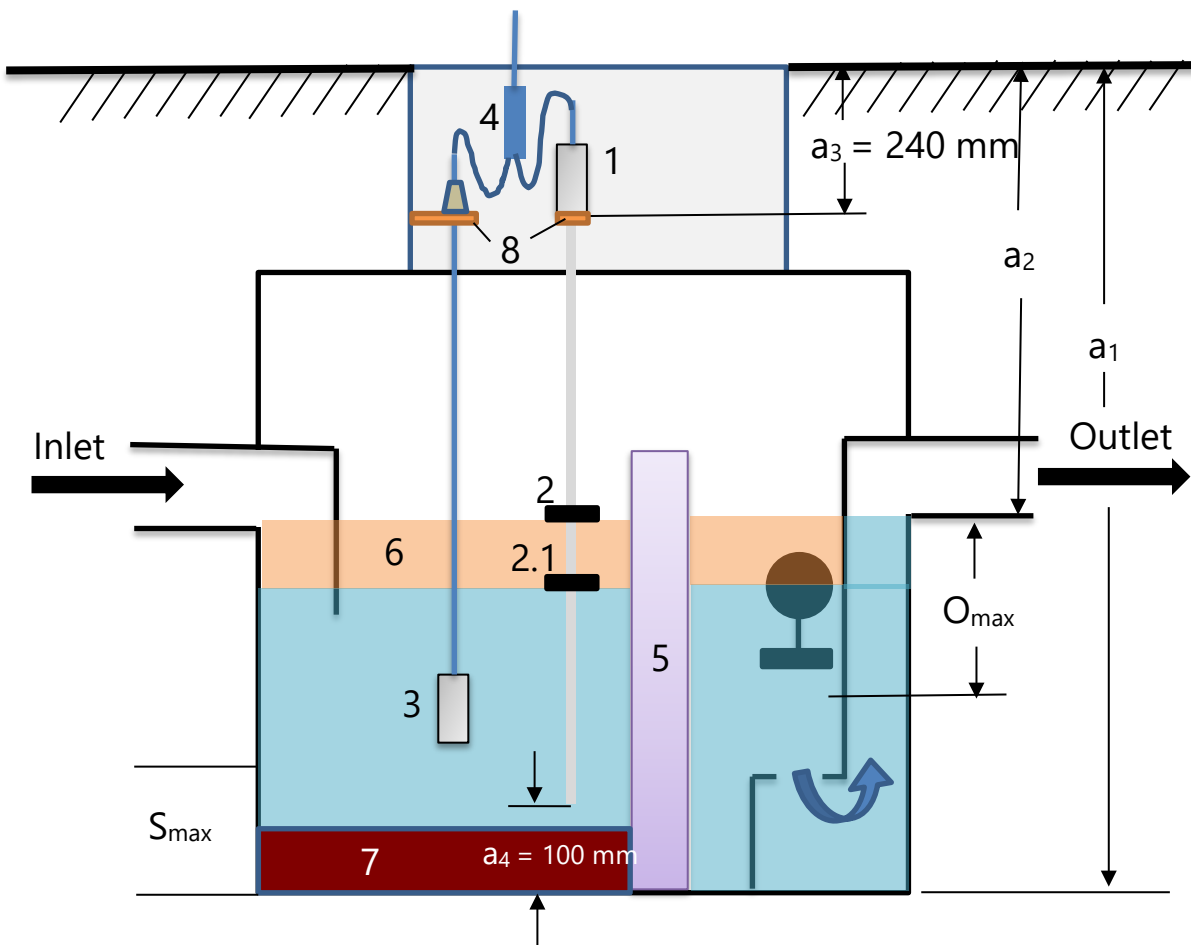 4
1
a3 = 240 mm
8
a2
a1
Inlet
Outlet
2
6
2.1
Omax
5
3
Smax
7
a4 = 100 mm